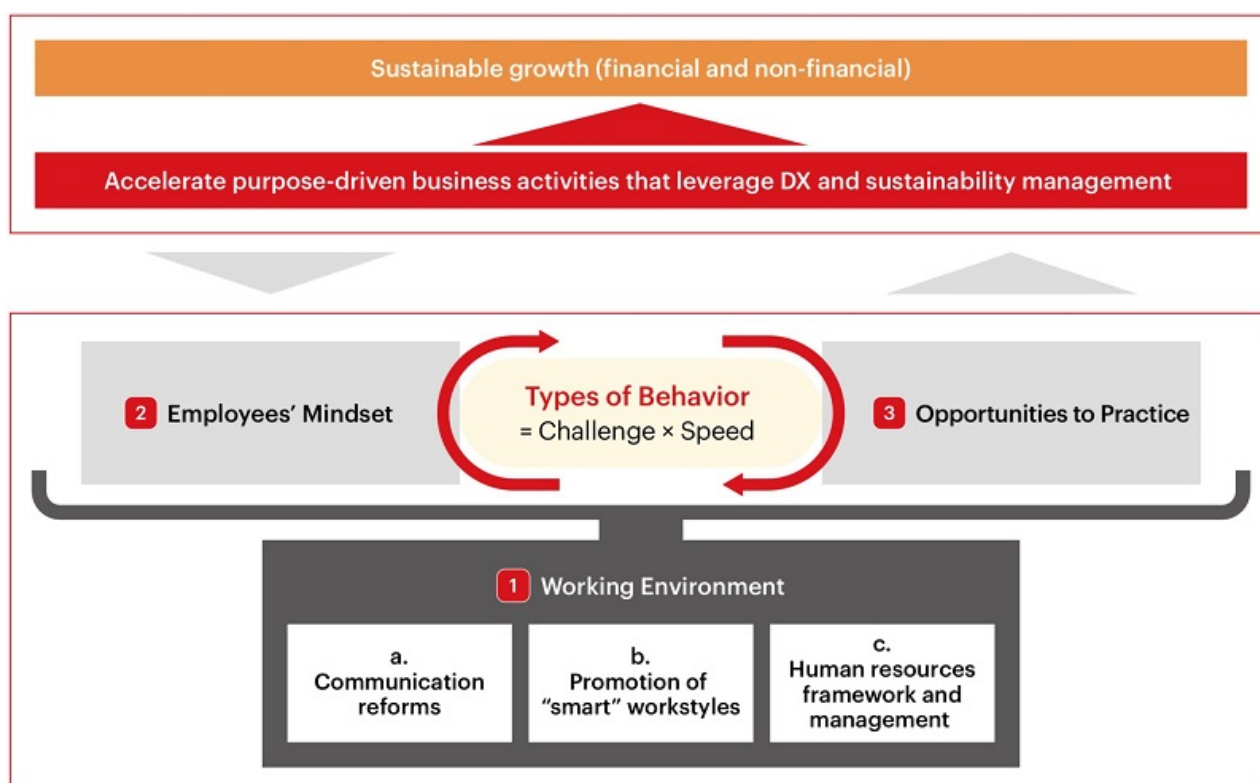 Sustainable growth (financial and non-financial)
Accelerate purpose-driven business activities that leverage DX and sustainability management
2 Employees’ Mindset
Types of Behavior
= Challenge × Speed
3 Opportunities to Practice
1 Working Environment
a.
Communication
reforms
b.
Promotion of
“smart” workstyles
c.
Human resources
framework and
management